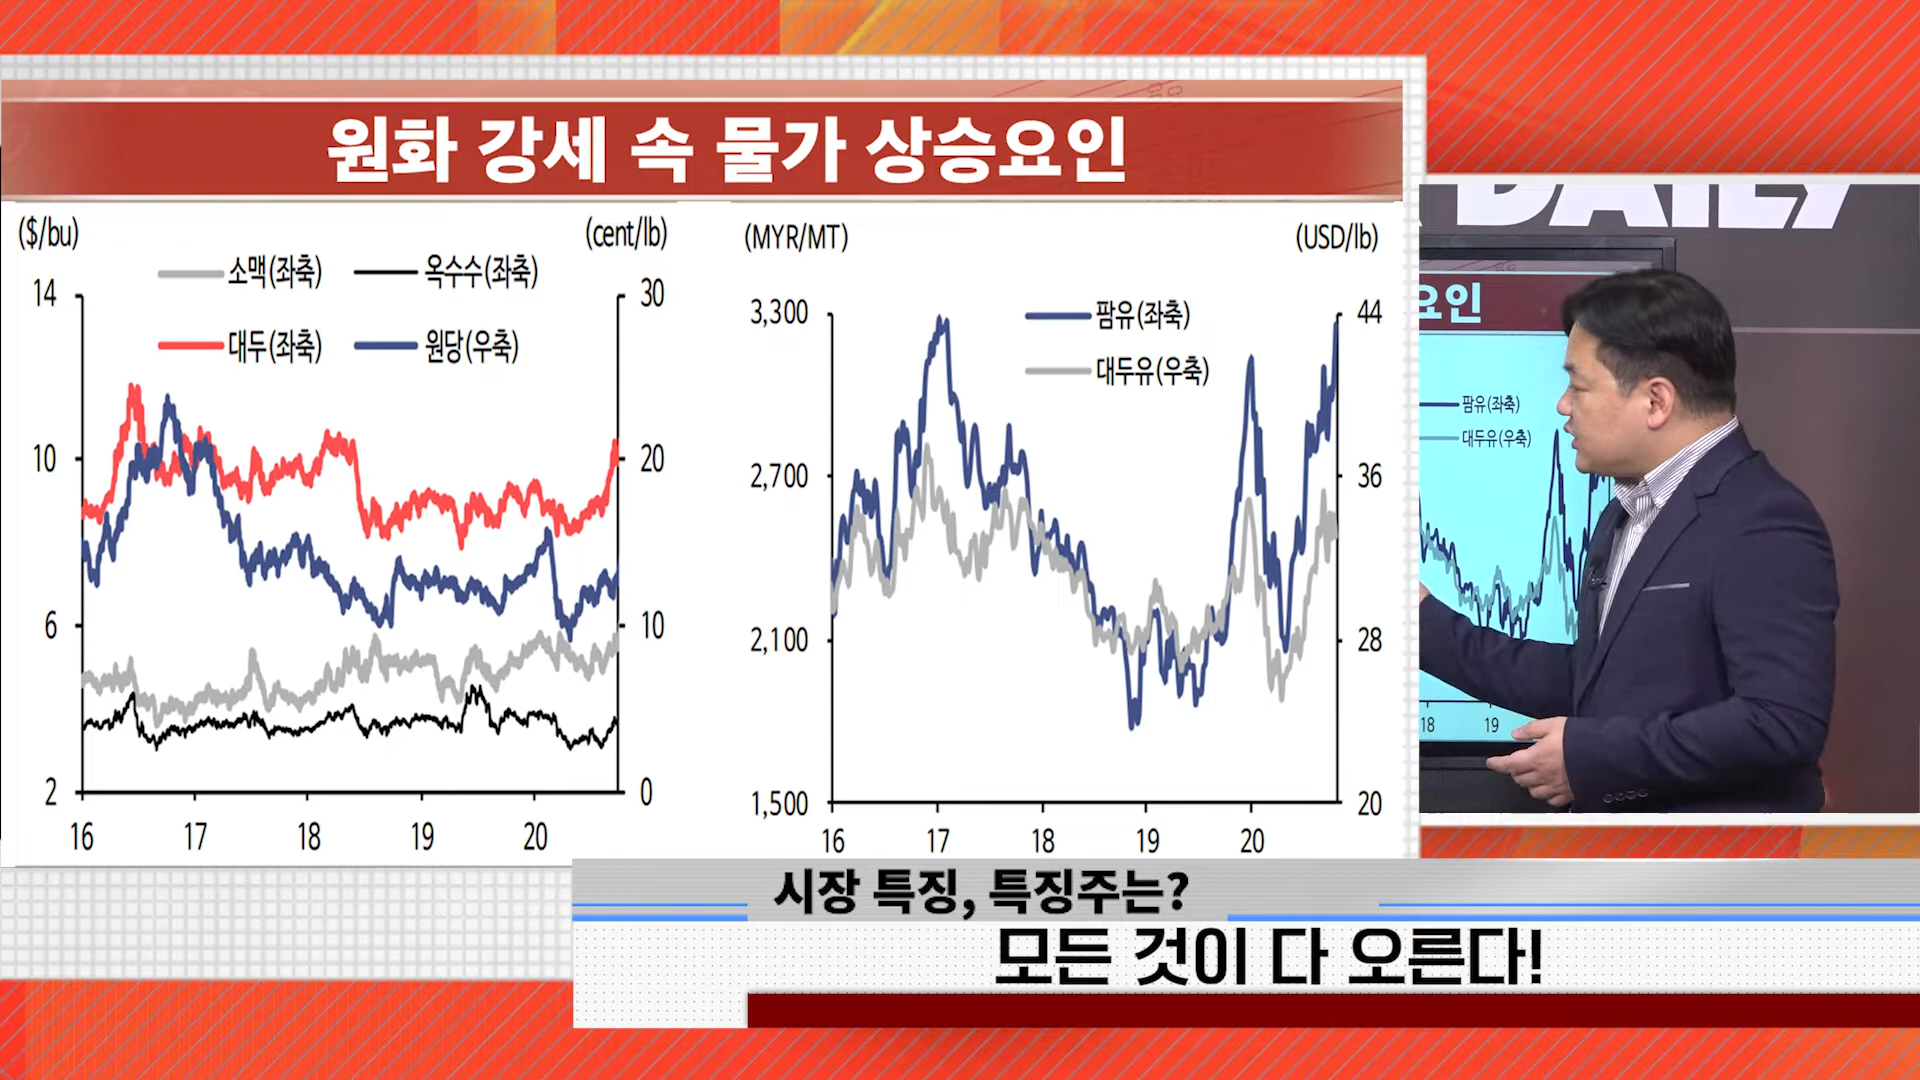 원화 강세 속 물가 상승요인
($/bu)
(cent/lb)
소맥(좌축)
옥수수(좌축)
대두(좌축)
원당(우축)
14
10
6
2
30
20
10
0
16 17 18 19 20
(MYR/MT)
(USD/lb)
팜유(좌축)
대두유(우축)
3,300
2,700
2,100
1,500
44
36
28
20
16 17 18 19 20
DAILY
요인
팜유(좌축)
대두유(우축)
18 19
시장 특징, 특징주는?
모든 것이 다 오른다!